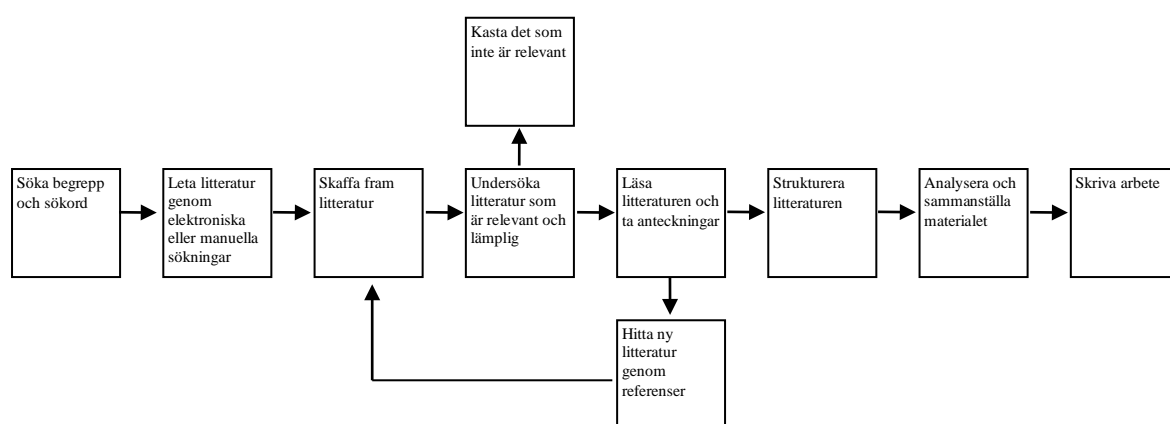 Kasta det som
inte är relevant
Söka begrepp
och sökord
Leta litteratur
genom
elektroniska
eller manuella
sökningar
Skaffa fram
litteratur
Undersöka
litteratur som
är relevant och
lämplig
Läsa
litteraturen och
ta anteckningar
Strukturera
litteraturen
Analysera och
sammanställa
materialet
Skriva arbete
Hitta ny
litteratur
genom
referenser